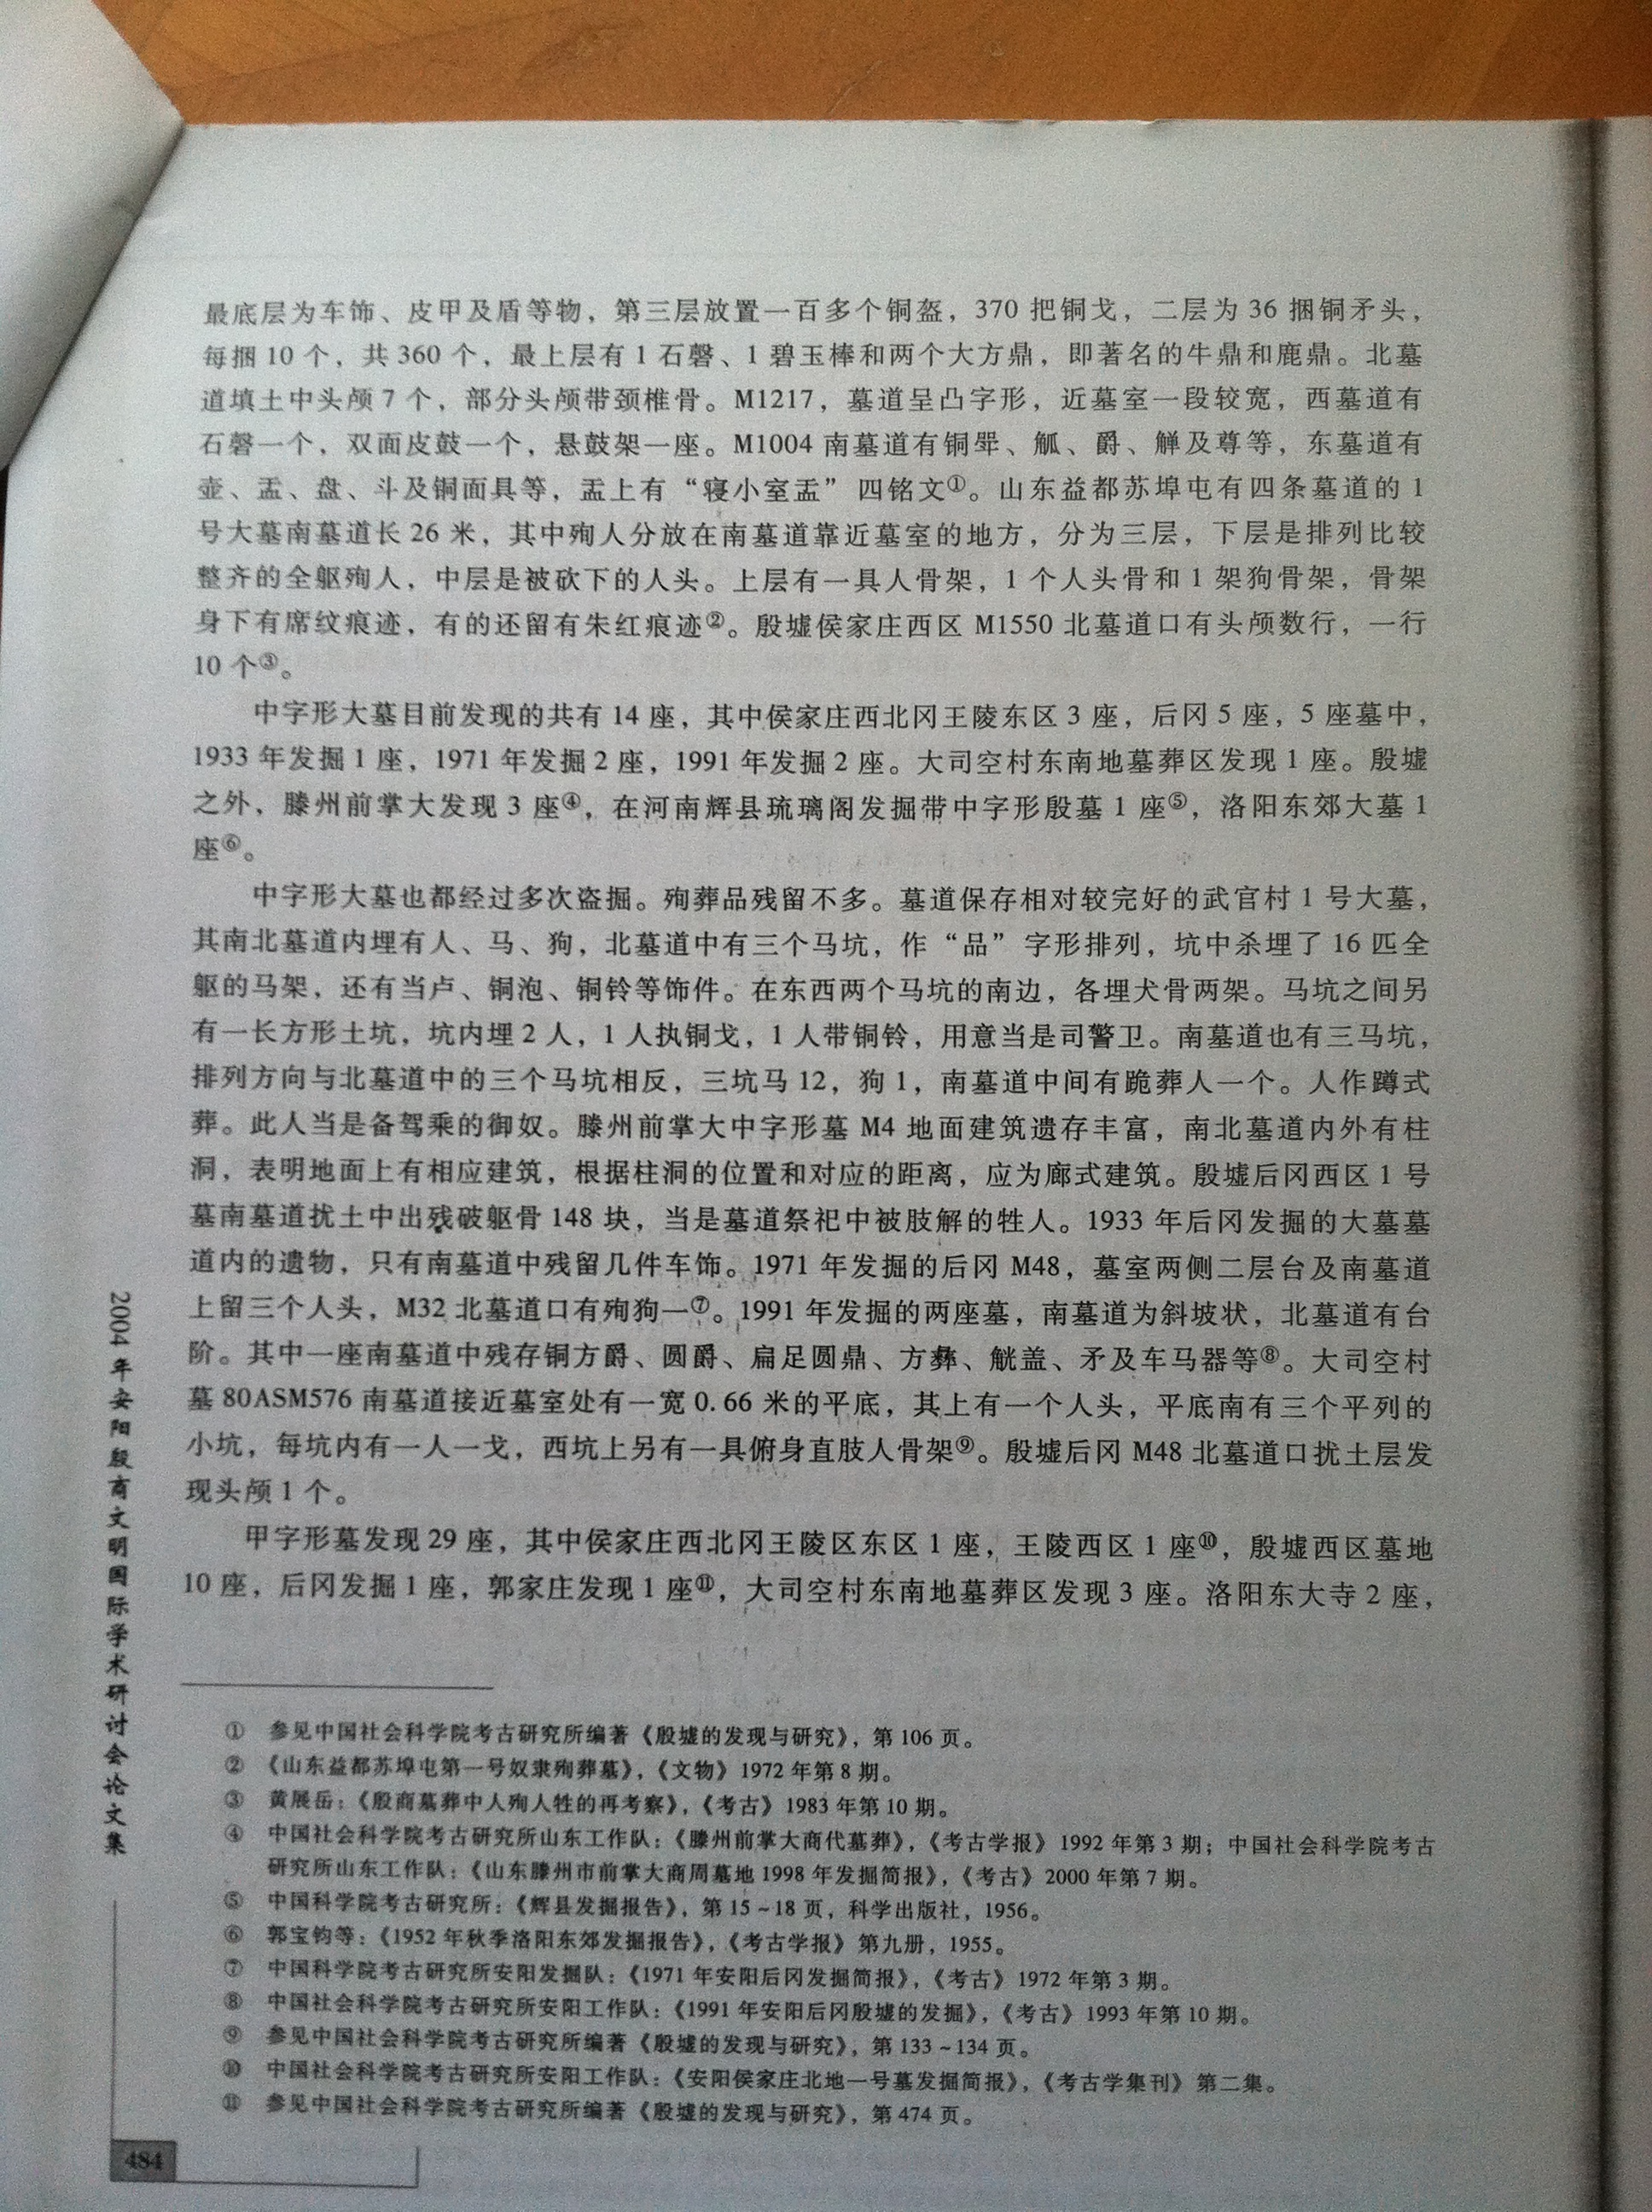 最底层为车饰、皮甲及盾等物，第三层放置一百多个铜盔，370 把铜戈，二层为 36 捆铜矛头，
每捆 10 个，共 360 个，最上层有 1 石磬、1 碧玉棒和两个大方鼎，即著名的牛鼎和鹿鼎。北墓
道填土中头颅 7 个，部分头颅带颈椎骨。M1217，墓道呈凸字形，近墓室一段较宽，西墓道有
石磬一个，双面皮鼓一个，悬鼓架一座。M1004 南墓道有铜斝、觚、爵、觯及尊等，东墓道有
壶、盂、盘、斗及铜面具等，盂上有“寝小室盂”四铭文①。山东益都苏埠屯有四条墓道的 1
号大墓南墓道长 26 米，其中殉人分放在南墓道靠近墓室的地方，分为三层，下层是排列比较
整齐的全躯殉人，中层是被砍下的人头。上层有一具人骨架，1 个人头骨和 1 架狗骨架，骨架
身下有席纹痕迹，有的还留有朱红痕迹②。殷墟侯家庄西区 M1550 北墓道口有头颅数行，一行
10 个③。
中字形大墓目前发现的共有 14 座，其中侯家庄西北冈王陵东区 3 座，后冈 5 座，5 座墓中，
1933 年发掘 1 座，1971 年发掘 2 座，1991 年发掘 2 座。大司空村东南地墓葬区发现 1 座。殷墟
之外，滕州前掌大发现 3 座④，在河南辉县琉璃阁发掘带中字形殷墓 1 座⑤，洛阳东郊大墓 1
座⑥。
中字形大墓也都经过多次盗掘。殉葬品残留不多。墓道保存相对较完好的武官村 1 号大墓，
其南北墓道内埋有人、马、狗，北墓道中有三个马坑，作“品”字形排列，坑中杀埋了 16 匹全
躯的马架，还有当卢、铜泡、铜铃等饰件。在东西两个马坑的南边，各埋犬骨两架。马坑之间另
有一长方形土坑，坑内埋 2 人，1 人执铜戈，1 人带铜铃，用意当是司警卫。南墓道也有三马坑，
排列方向与北墓道中的三个马坑相反，三坑马 12，狗 1，南墓道中间有跪葬人一个。人作蹲式
葬。此人当是备驾乘的御奴。滕州前掌大中字形墓 M4 地面建筑遗存丰富，南北墓道内外有柱
洞，表明地面上有相应建筑，根据柱洞的位置和对应的距离，应为廊式建筑。殷墟后冈西区 1 号
墓南墓道扰土中出残破躯骨 148 块，当是墓道祭祀中被肢解的牲人。1933 年后冈发掘的大墓墓
道内的遗物，只有南墓道中残留几件车饰。1971 年发掘的后冈 M48，墓室两侧二层台及南墓道
上留三个人头，M32 北墓道口有殉狗一⑦。1991 年发掘的两座墓，南墓道为斜坡状，北墓道有台
阶。其中一座南墓道中残存铜方爵、圆爵、扁足圆鼎、方彝、觥盖、矛及车马器等⑧。大司空村
墓 80ASM576 南墓道接近墓室处有一宽 0.66 米的平底，其上有一个人头，平底南有三个平列的
小坑，每坑内有一人一戈，西坑上另有一具俯身直肢人骨架⑨。殷墟后冈 M48 北墓道口扰土层发
现头颅 1 个。
甲字形墓发现 29 座，其中侯家庄西北冈王陵区东区 1 座，王陵西区 1 座⑩，殷墟西区墓地
10 座，后冈发掘 1 座，郭家庄发现 1 座⑪，大司空村东南地墓葬区发现 3 座。洛阳东大寺 2 座，
① 参见中国社会科学院考古研究所编著《殷墟的发现与研究》，第 106 页。
② 《山东益都苏埠屯第一号奴隶殉葬墓》，《文物》1972 年第 8 期。
③ 黄展岳：《殷商墓葬中人殉人牲的再考察》，《考古》1983 年第 10 期。
④ 中国社会科学院考古研究所山东工作队：《滕州前掌大商代墓葬》，《考古学报》1992 年第 3 期；中国社会科学院考古
研究所山东工作队：《山东滕州市前掌大商周墓地 1998 年发掘简报》，《考古》2000 年第 7 期。
⑤ 中国科学院考古研究所：《辉县发掘报告》，第 15～18 页，科学出版社，1956。
⑥ 郭宝钧等：《1952 年秋季洛阳东郊发掘报告》，《考古学报》第九册，1955。
⑦ 中国科学院考古研究所安阳发掘队：《1971 年安阳后冈发掘简报》，《考古》1972 年第 3 期。
⑧ 中国社会科学院考古研究所安阳工作队：《1991 年安阳后冈殷墟的发掘》，《考古》1993 年第 10 期。
⑨ 参见中国社会科学院考古研究所编著《殷墟的发现与研究》，第 133～134 页。
⑩ 中国社会科学院考古研究所安阳工作队：《安阳侯家庄北地一号墓发掘简报》，《考古学集刊》第二集。
⑪ 参见中国社会科学院考古研究所编著《殷墟的发现与研究》，第 474 页。
2004 年安阳殷商文明国际学术研讨会论文集
484